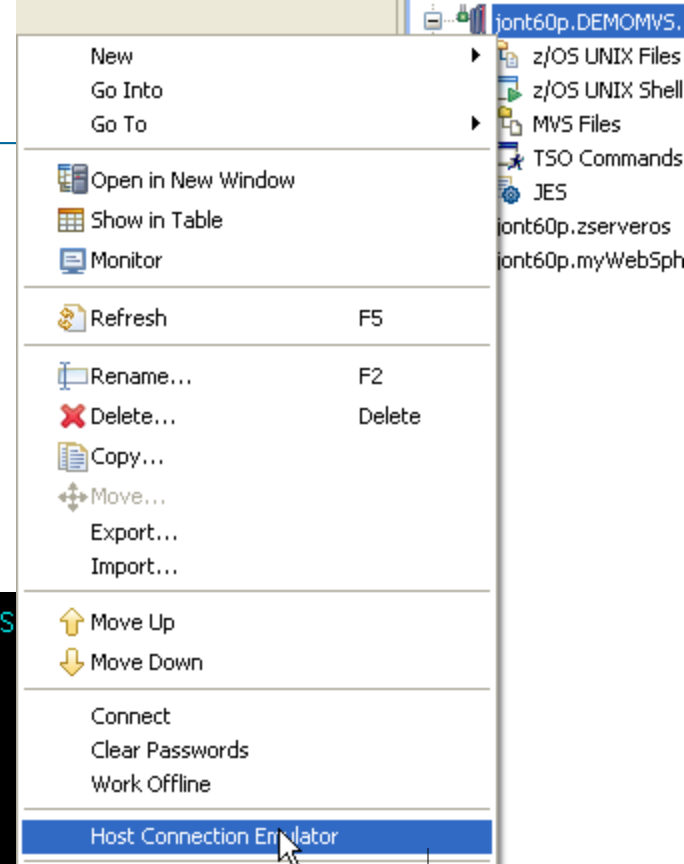 jont60p.DEMOMVS.
New
z/OS UNIX Files
Go Into
z/OS UNIX Shell
Go To
MVS Files
TSO Commands
Open in New Window
JES
Show in Table
jont60p.zserveros
Monitor
jont60p.myWebSph
Refresh F5
Rename... F2
Delete... Delete
Copy...
Move...
Export...
Import...
S
Move Up
Move Down
Connect
Clear Passwords
Work Offline
Host Connection Emulator